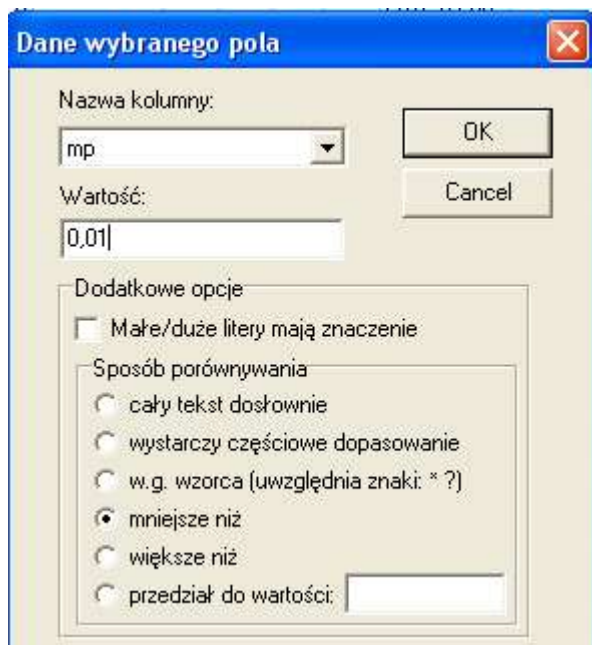 Dane wybranego pola
Nazwa kolumny:
mp
OK
Wartość:
Cancel
0,01
Dodatkowe opcje
Małe/duże litery mają znaczenie
Sposób porównywania
cały tekst dosłownie
wystarczy częściowe dopasowanie
w.g. wzorca (uwzględnia znaki: * ?)
mniejsze niż
większe niż
przedział do wartości: